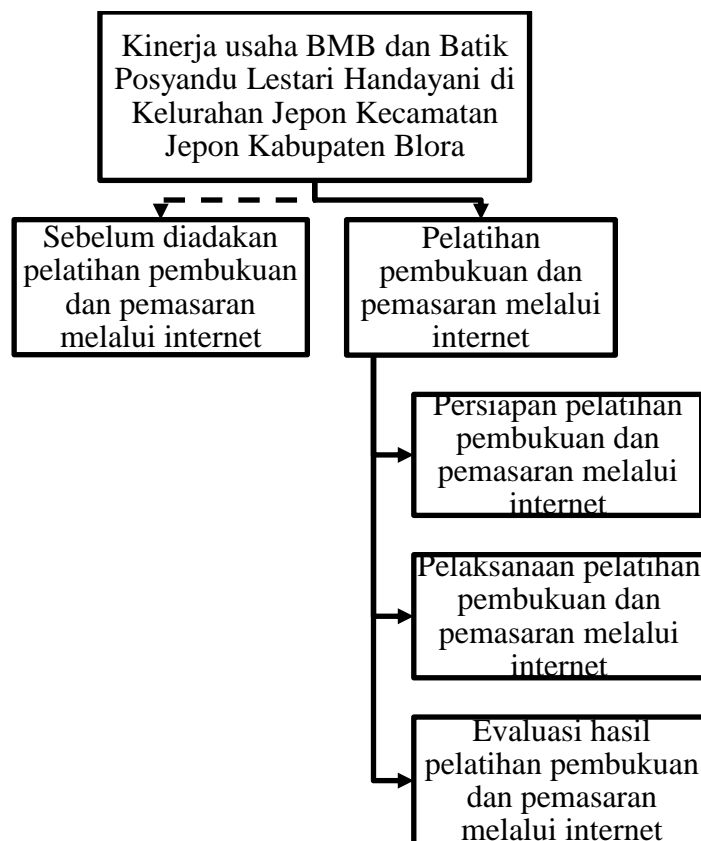 Kinerja usaha BMB dan Batik
Posyandu Lestari Handayani di
Kelurahan Jepon Kecamatan
Jepon Kabupaten Blora
Sebelum diadakan
pelatihan pembukuan
dan pemasaran
melalui internet
Pelatihan
pembukuan dan
pemasaran melalui
internet
Persiapan pelatihan
pembukuan dan
pemasaran melalui
internet
Pelaksanaan pelatihan
pembukuan dan
pemasaran melalui
internet
Evaluasi hasil
pelatihan pembukuan
dan pemasaran
melalui internet